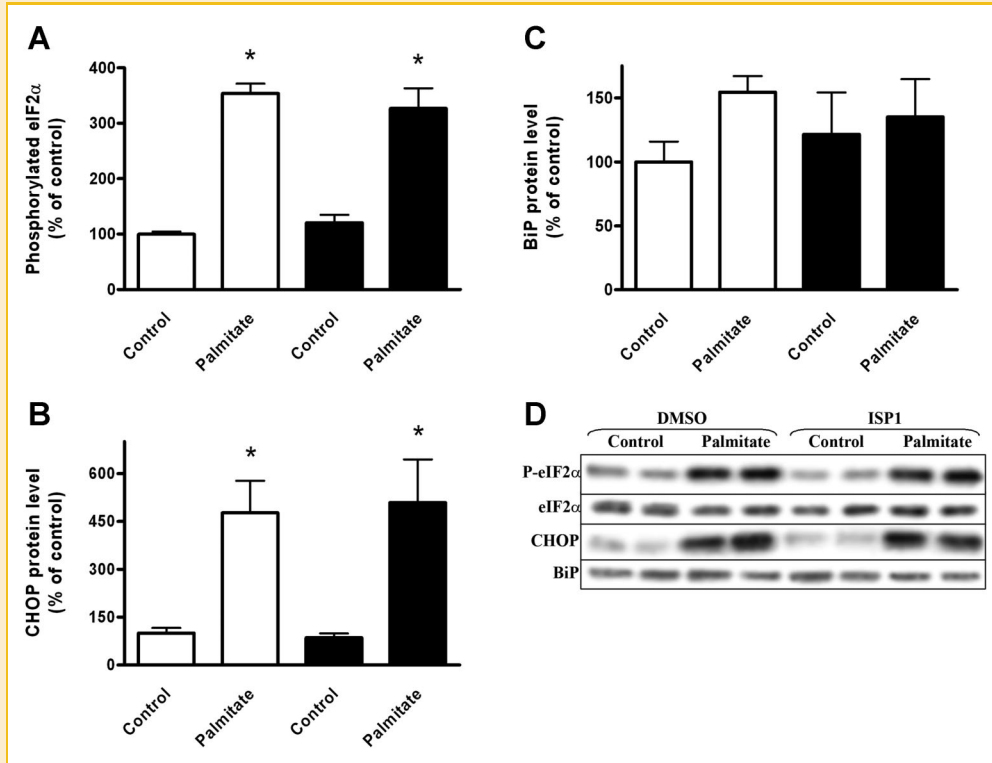 A
Phosphorylated eIF2α
(% of control)
400
300
200
100
0
*
*
Control
Palmitate
Control
Palmitate
B
CHOP protein level
(% of control)
600
450
300
150
0
*
*
Control
Palmitate
Control
Palmitate
C
BiP protein level
(% of control)
150
100
50
0
Control
Palmitate
Control
Palmitate
D
DMSO ISP1
Control Palmitate Control Palmitate
P-eIF2α
eIF2α
CHOP
BiP